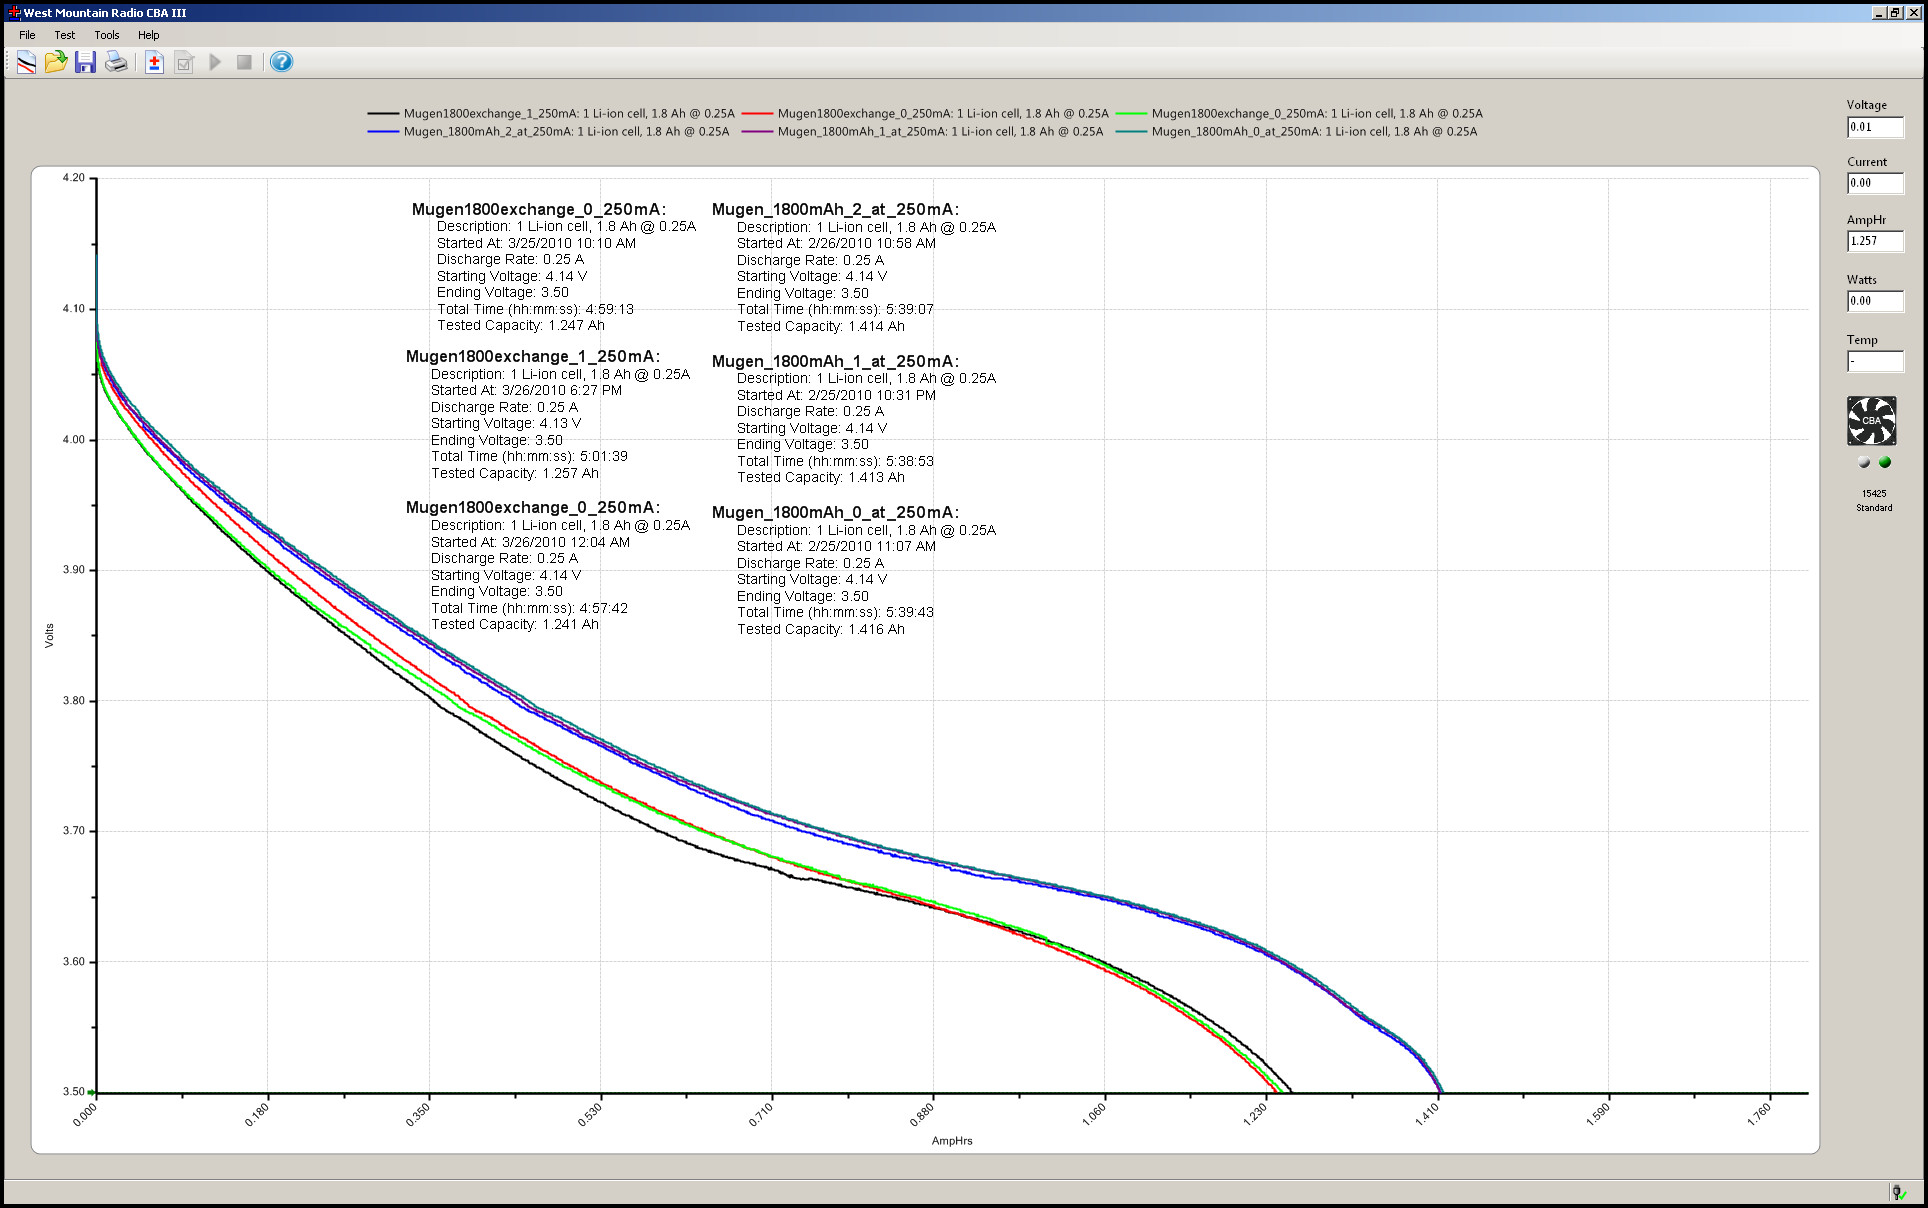 West Mountain Radio CBA III
File Test Tools Help
Mugen1800exchange_1_250mA: 1 Li-ion cell, 1.8 Ah @ 0.25A
Mugen1800exchange_0_250mA: 1 Li-ion cell, 1.8 Ah @ 0.25A
Mugen1800exchange_0_250mA: 1 Li-ion cell, 1.8 Ah @ 0.25A
Mugen_1800mAh_2_at_250mA: 1 Li-ion cell, 1.8 Ah @ 0.25A
Mugen_1800mAh_1_at_250mA: 1 Li-ion cell, 1.8 Ah @ 0.25A
Mugen_1800mAh_0_at_250mA: 1 Li-ion cell, 1.8 Ah @ 0.25A
Mugen1800exchange_0_250mA:
Description: 1 Li-ion cell, 1.8 Ah @ 0.25A
Started At: 3/25/2010 10:10 AM
Discharge Rate: 0.25 A
Starting Voltage: 4.14 V
Ending Voltage: 3.50
Total Time (hh:mm:ss): 4:59:13
Tested Capacity: 1.247 Ah
Mugen1800exchange_1_250mA:
Description: 1 Li-ion cell, 1.8 Ah @ 0.25A
Started At: 3/26/2010 6:27 PM
Discharge Rate: 0.25 A
Starting Voltage: 4.13 V
Ending Voltage: 3.50
Total Time (hh:mm:ss): 5:01:39
Tested Capacity: 1.257 Ah
Mugen1800exchange_0_250mA:
Description: 1 Li-ion cell, 1.8 Ah @ 0.25A
Started At: 3/26/2010 12:04 AM
Discharge Rate: 0.25 A
Starting Voltage: 4.14 V
Ending Voltage: 3.50
Total Time (hh:mm:ss): 4:57:42
Tested Capacity: 1.241 Ah
Mugen_1800mAh_2_at_250mA:
Description: 1 Li-ion cell, 1.8 Ah @ 0.25A
Started At: 2/26/2010 10:58 AM
Discharge Rate: 0.25 A
Starting Voltage: 4.14 V
Ending Voltage: 3.50
Total Time (hh:mm:ss): 5:39:07
Tested Capacity: 1.414 Ah
Mugen_1800mAh_1_at_250mA:
Description: 1 Li-ion cell, 1.8 Ah @ 0.25A
Started At: 2/25/2010 10:31 PM
Discharge Rate: 0.25 A
Starting Voltage: 4.14 V
Ending Voltage: 3.50
Total Time (hh:mm:ss): 5:38:53
Tested Capacity: 1.413 Ah
Mugen_1800mAh_0_at_250mA:
Description: 1 Li-ion cell, 1.8 Ah @ 0.25A
Started At: 2/25/2010 11:07 AM
Discharge Rate: 0.25 A
Starting Voltage: 4.14 V
Ending Voltage: 3.50
Total Time (hh:mm:ss): 5:39:43
Tested Capacity: 1.416 Ah
4.20
4.10
4.00
3.90
3.80
3.70
3.60
3.50
Volts
0.000 0.180 0.350 0.530 0.710 0.880 1.060 1.230 1.410 1.590 1.760
AmpHrs
Voltage
0.01
Current
0.00
AmpHr
1.257
Watts
0.00
Temp
-
CBA
15425
Standard